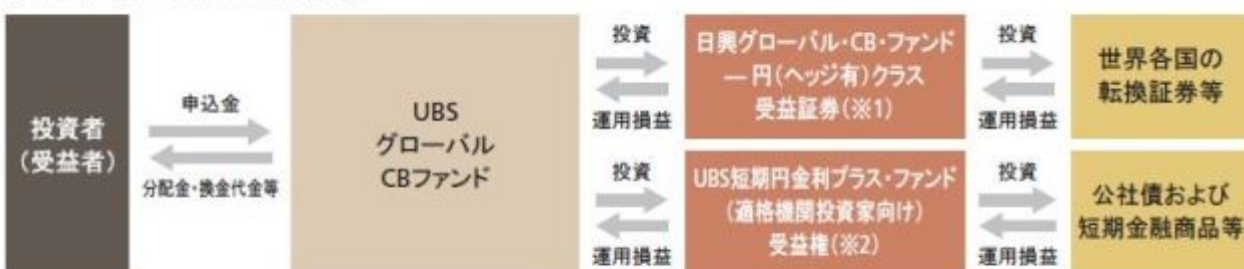 投資者
(受益者)
申込金
分配金・換金代金等
UBS
グローバル
CBファンド
投資
運用損益
日興グローバル・CB・ファンド
―円(ヘッジ有)クラス
受益証券(※1)
投資
運用損益
世界各国の
転換証券等
投資
運用損益
UBS短期円金利プラス・ファンド
(適格機関投資家向け)
受益権(※2)
投資
運用損益
公社債および
短期金融商品等